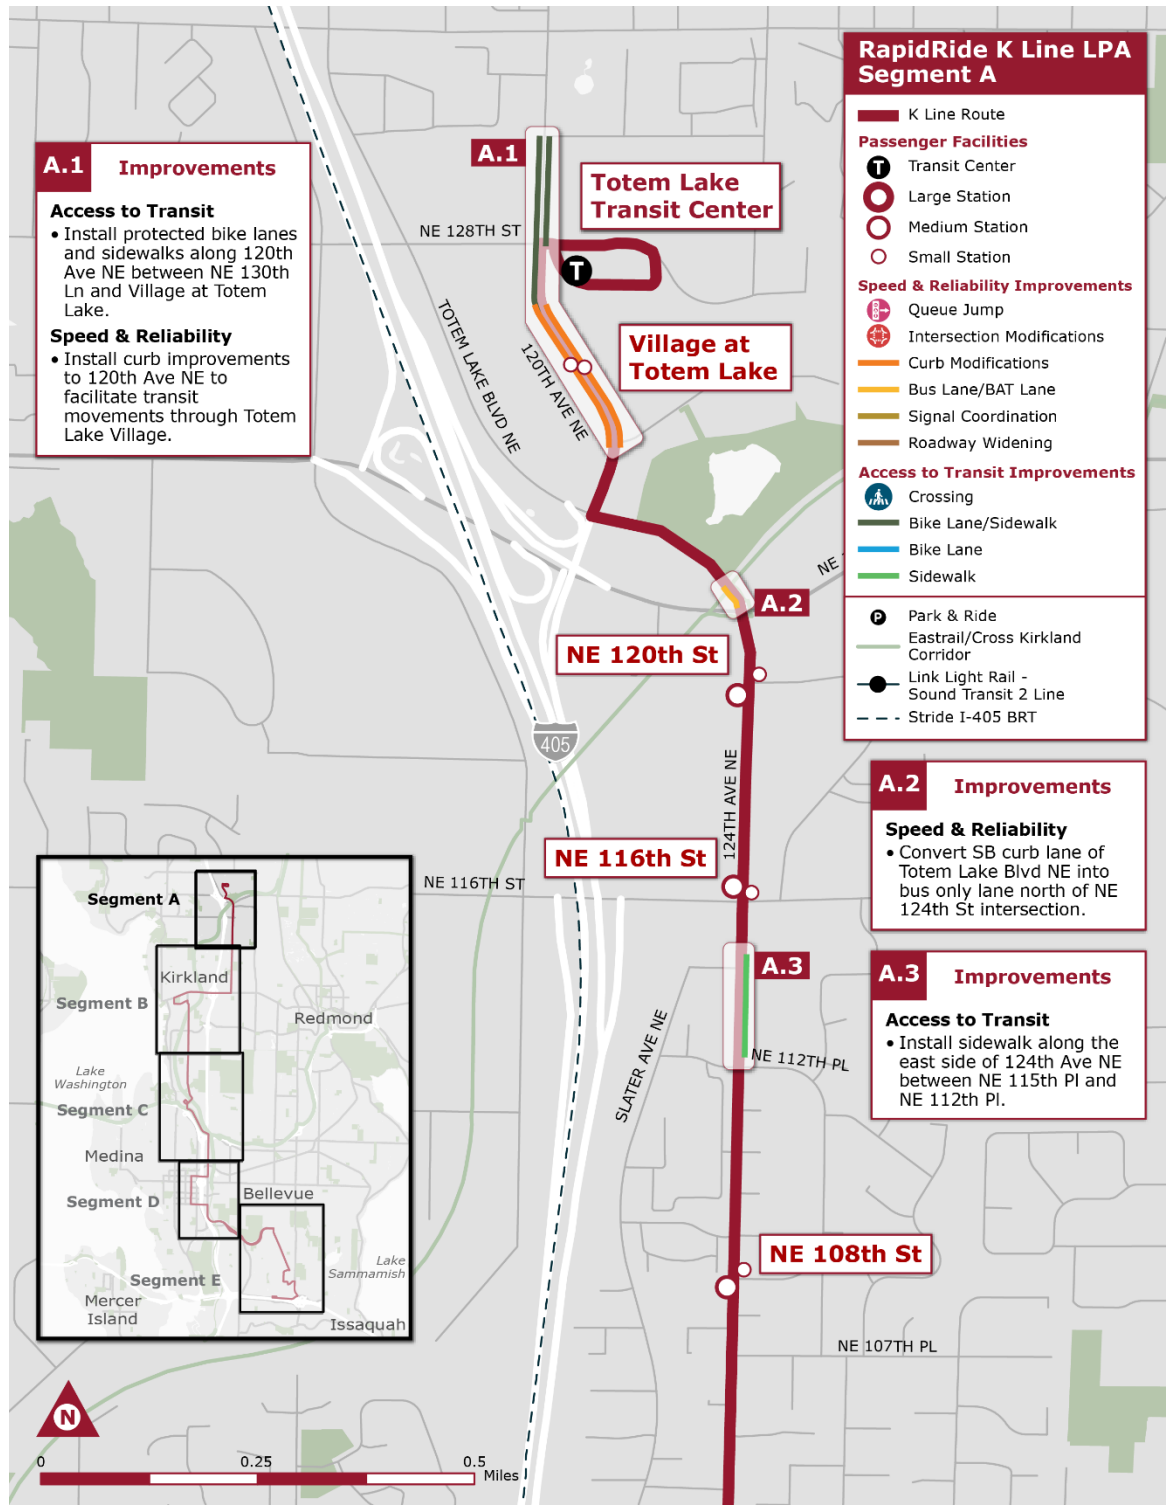 RapidRide K Line LPA
Segment A
K Line Route
Passenger Facilities
T
Transit Center
Large Station
Medium Station
Small Station
Speed & Reliability Improvements
Queue Jump
Intersection Modifications
Curb Modifications
Bus Lane/BAT Lane
Signal Coordination
Roadway Widening
Access to Transit Improvements
Crossing
Bike Lane/Sidewalk
Bike Lane
Sidewalk
P
Park & Ride
Eastrail/Cross Kirkland
Corridor
Link Light Rail -
Sound Transit 2 Line
Stride I-405 BRT
A.1
Improvements
Access to Transit
• Install protected bike lanes
and sidewalks along 120th
Ave NE between NE 130th
Ln and Village at Totem
Lake.
Speed & Reliability
• Install curb improvements
to 120th Ave NE to
facilitate transit
movements through Totem
Lake Village.
A.1
Totem Lake
Transit Center
NE 128TH ST
T
TOTEM LAKE BLVD NE
120TH AVE NE
Village at
Totem Lake
NE
A.2
NE 120th St
405
124TH AVE NE
NE 116th St
NE 116TH ST
A.3
SLATER AVE NE
NE 112TH PL
NE 108th St
NE 107TH PL
A.2
Improvements
Speed & Reliability
• Convert SB curb lane of
Totem Lake Blvd NE into
bus only lane north of NE
124th St intersection.
A.3
Improvements
Access to Transit
• Install sidewalk along the
east side of 124th Ave NE
between NE 115th Pl and
NE 112th Pl.
Segment A
Kirkland
Segment B
Redmond
Lake
Washington
Segment C
Medina
Segment D
Bellevue
Lake
Sammamish
Segment E
Mercer
Island
Issaquah
N
0
0.25
0.5
Miles